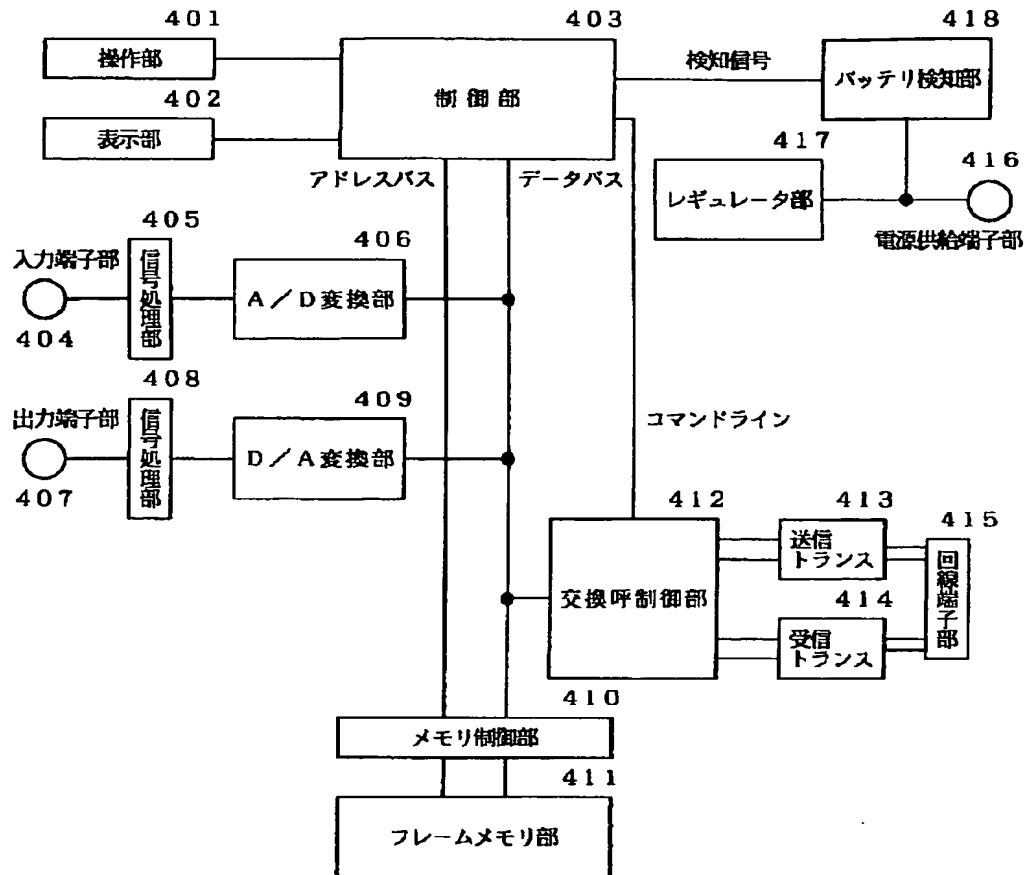 401
操作部
402
表示部
403
制御部
検知信号
418
バッテリ検知部
417
レギュレータ部
416
電源供給端子部
アドレスバス
データバス
入力端子部
404
405
信号処理部
406
A/D変換部
出力端子部
407
408
信号処理部
409
D/A変換部
コマンドライン
412
交換呼制御部
413
送信
トランス
414
受信
トランス
415
回線端子部
410
メモリ制御部
411
フレームメモリ部